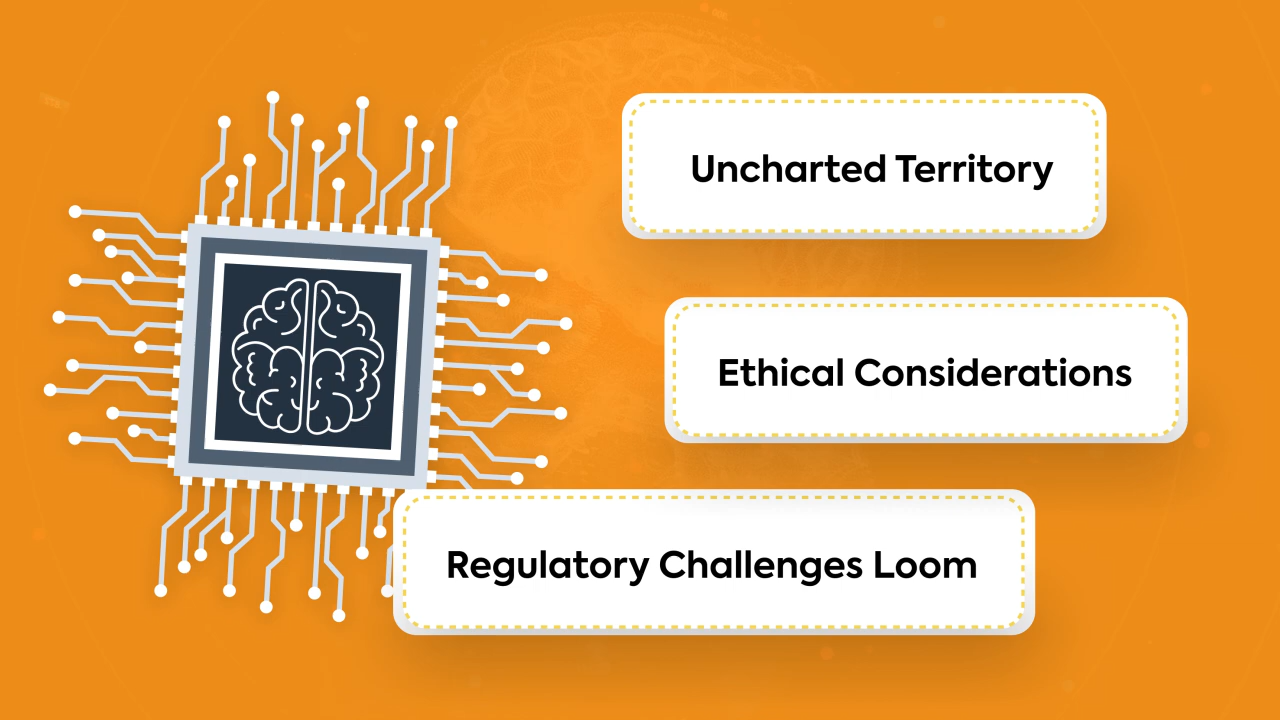 Uncharted Territory
Ethical Considerations
Regulatory Challenges Loom